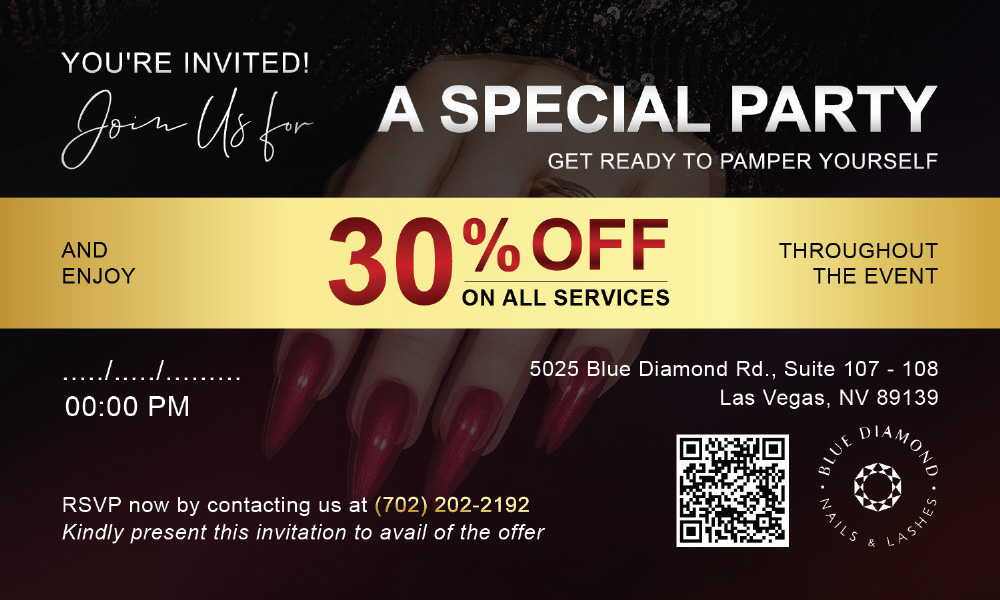 YOU'RE INVITED!
Join Us for
A SPECIAL PARTY
GET READY TO PAMPER YOURSELF
AND
ENJOY
30% OFF
ON ALL SERVICES
THROUGHOUT
THE EVENT
...../...../.........
00:00 PM
5025 Blue Diamond Rd., Suite 107 - 108
Las Vegas, NV 89139
RSVP now by contacting us at (702) 202-2192
Kindly present this invitation to avail of the offer
• BLUE DIAMOND •
NAILS & LASHES